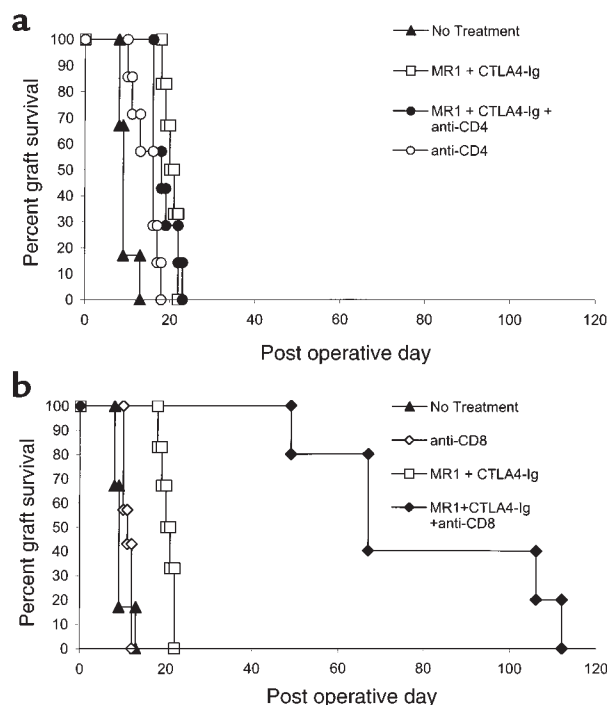 a
Percent graft survival
100
90
80
70
60
50
40
30
20
10
0
0 20 40 60 80 100 120
Post operative day
No Treatment
MR1 + CTLA4-Ig
MR1 + CTLA4-Ig +
anti-CD4
anti-CD4
b
Percent graft survival
100
90
80
70
60
50
40
30
20
10
0
0 20 40 60 80 100 120
Post operative day
No Treatment
anti-CD8
MR1 + CTLA4-Ig
MR1+CTLA4-Ig
+anti-CD8